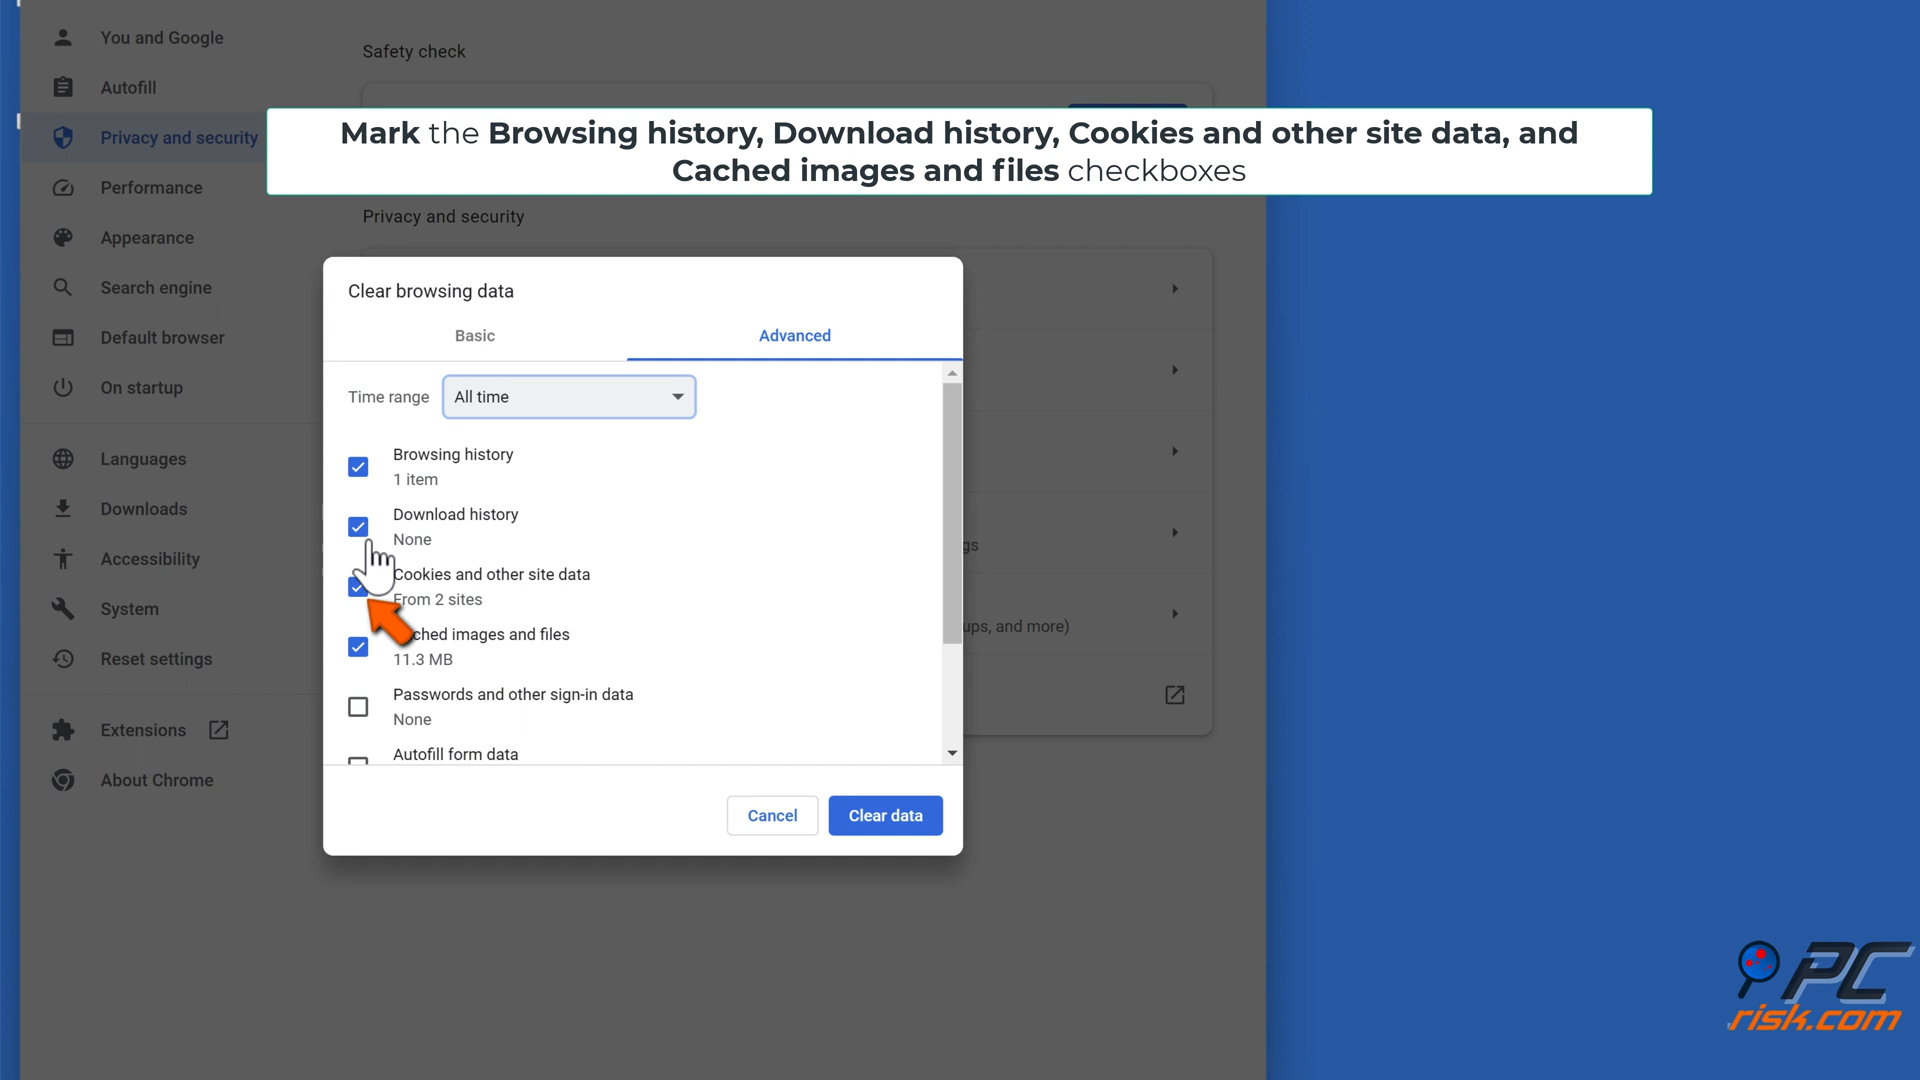 You and Google
Autofill
Privacy and security
Performance
Appearance
Search engine
Default browser
On startup
Languages
Downloads
Accessibility
System
Reset settings
Extensions
About Chrome
Safety check
Mark the Browsing history, Download history, Cookies and other site data, and
Cached images and files checkboxes
Privacy and security
Clear browsing data
Basic
Advanced
Time range
All time
Browsing history
1 item
Download history
None
Cookies and other site data
From 2 sites
ched images and files
11.3 MB
Passwords and other sign-in data
None
Autofill form data
gs
ups, and more)
Cancel
Clear data
PC
risk.com